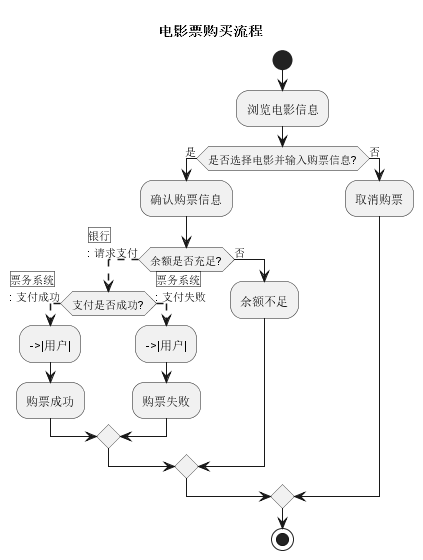 电影票购买流程
浏览电影信息
是否选择电影并输入购票信息?
是
否
确认购票信息
取消购票
银行
: 请求支付
余额是否充足?
否
票务系统
: 支付成功
支付是否成功?
票务系统
: 支付失败
余额不足
->|用户|
->|用户|
购票成功
购票失败